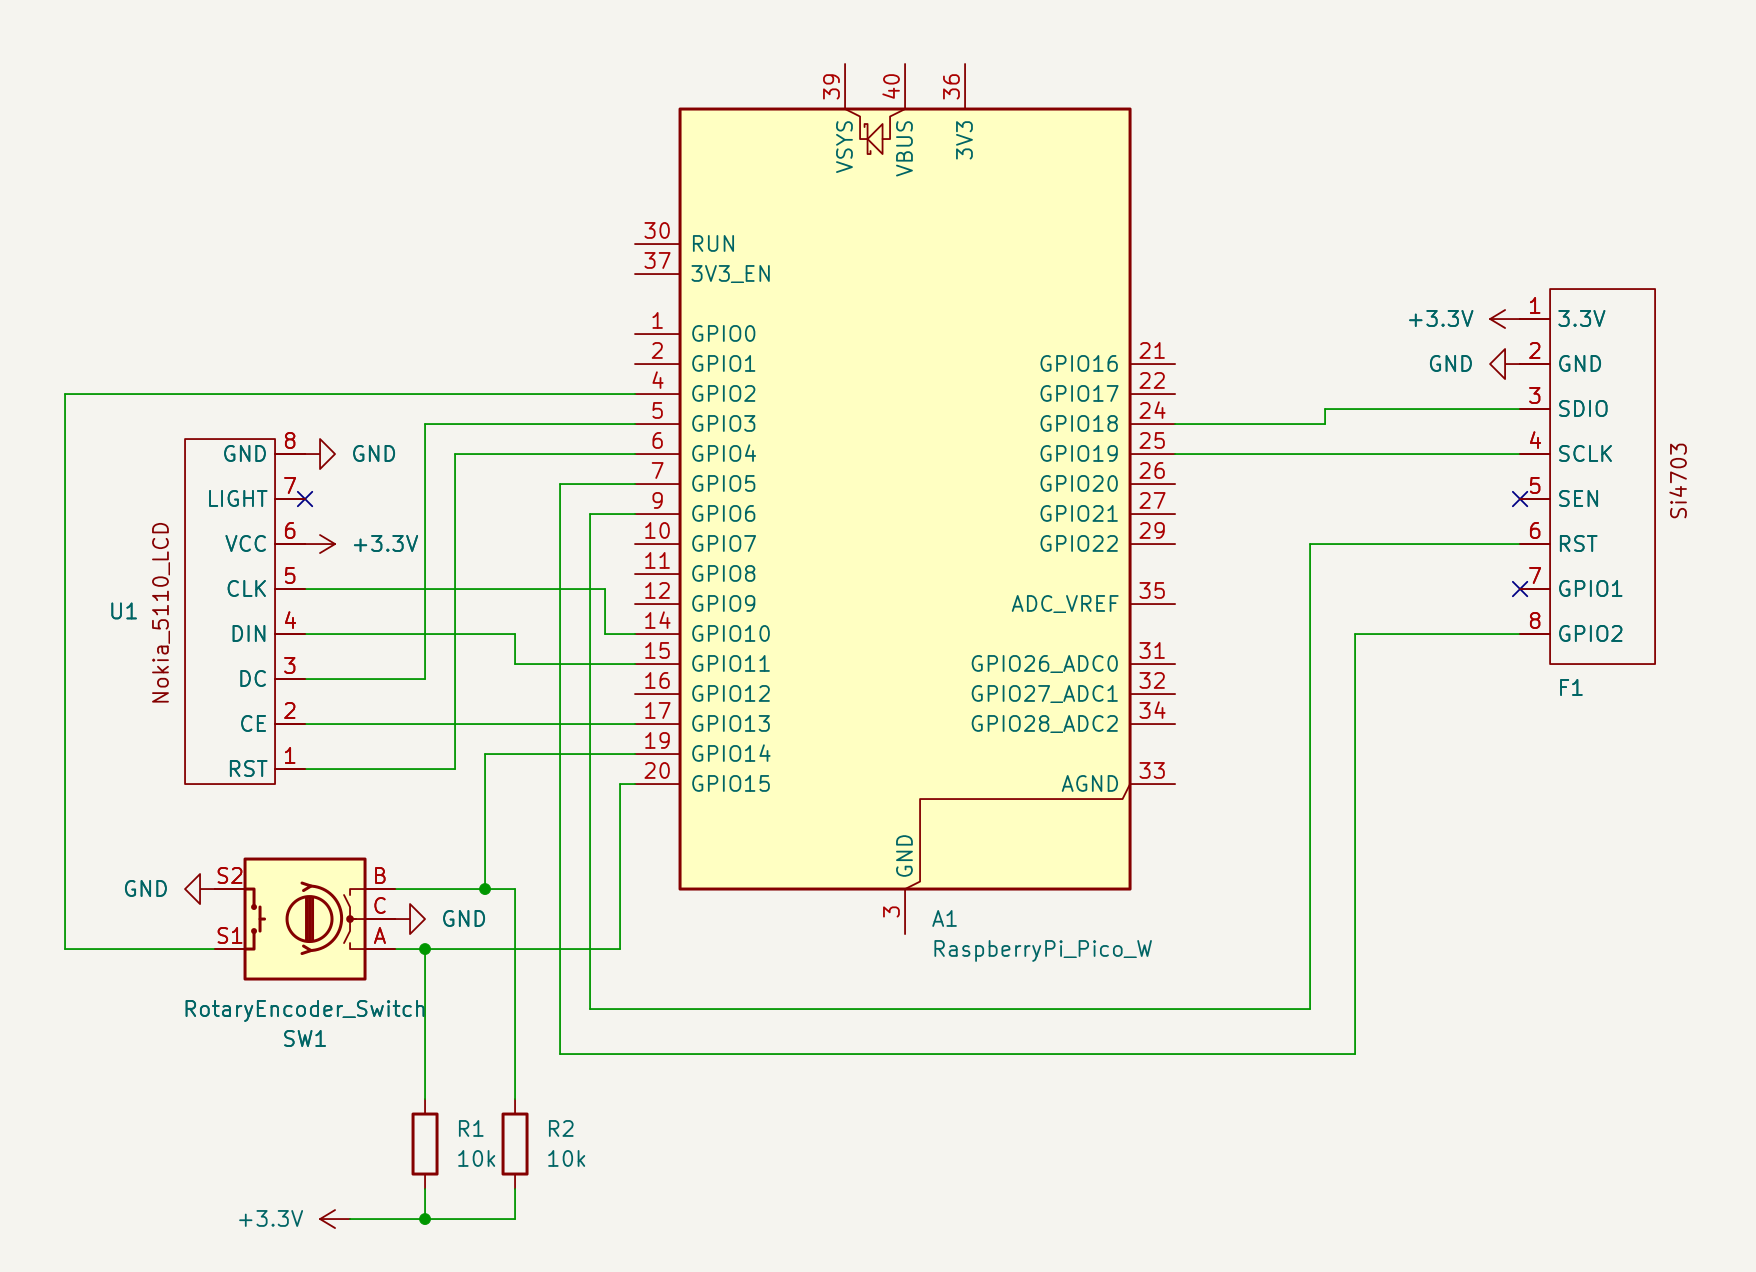 39
40
36
VSYS
VBUS
3V3
30
RUN
37
3V3_EN
1
GPIO0
2
GPIO1
4
GPIO2
5
GPIO3
6
GPIO4
7
GPIO5
9
GPIO6
10
GPIO7
11
GPIO8
12
GPIO9
14
GPIO10
15
GPIO11
16
GPIO12
17
GPIO13
19
GPIO14
20
GPIO15
21
GPIO16
22
GPIO17
24
GPIO18
25
GPIO19
26
GPIO20
27
GPIO21
29
GPIO22
35
ADC_VREF
31
GPIO26_ADC0
32
GPIO27_ADC1
34
GPIO28_ADC2
33
AGND
GND
3
A1
RaspberryPi_Pico_W
U1
Nokia_5110_LCD
GND 8 GND
LIGHT 7
VCC 6 +3.3V
CLK 5
DIN 4
DC 3
CE 2
RST 1
+3.3V 1 3.3V
GND 2 GND
3 SDIO
4 SCLK
5 SEN
6 RST
7 GPIO1
8 GPIO2
Si4703
F1
GND S2
S1
B
C GND
A
RotaryEncoder_Switch
SW1
R1
10k
R2
10k
+3.3V